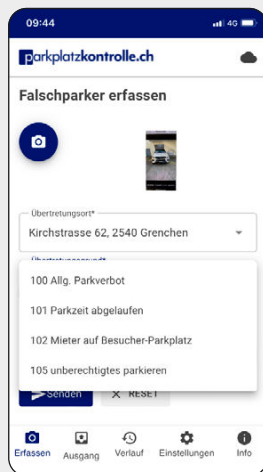 09:44
4G
parkplatzkontrolle.ch
Falschparker erfassen
Übertretungsort*
Kirchstrasse 62, 2540 Grenchen
Übertretungsgrund*
100 Allg. Parkverbot
101 Parkzeit abgelaufen
102 Mieter auf Besucher-Parkplatz
105 unberechtigtes parkieren
Senden
RESET
Erfassen Ausgang Verlauf Einstellungen Info